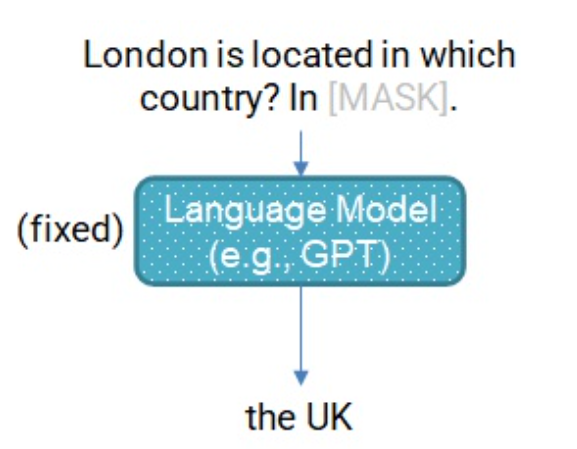 London is located in which
country? In [MASK].
(fixed)
Language Model
(e.g., GPT)
the UK